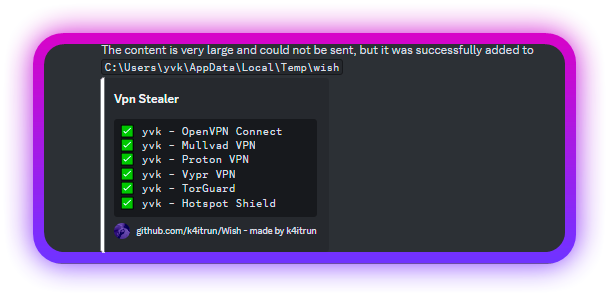 The content is very large and could not be sent, but it was successfully added to
C:\Users\yvk\AppData\Local\Temp\wish
Vpn Stealer
✅ yvk - OpenVPN Connect
✅ yvk - Mullvad VPN
✅ yvk - Proton VPN
✅ yvk - Vypr VPN
✅ yvk - TorGuard
✅ yvk - Hotspot Shield
github.com/k4itrun/Wish - made by k4itrun